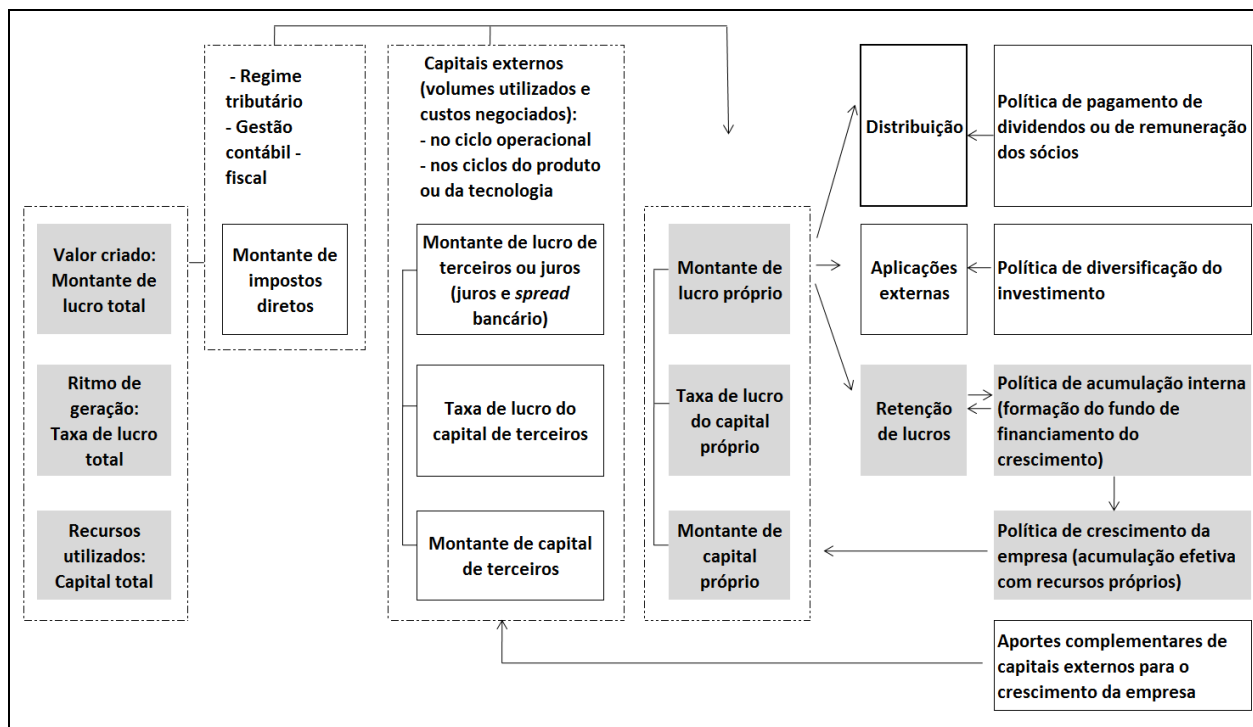 - Regime
tributário
- Gestão
contábil -
fiscal
Capitais externos
(volumes utilizados e
custos negociados):
- no ciclo operacional
- nos ciclos do produto
ou da tecnologia
Distribuição
Política de pagamento de
dividendos ou de remuneração
dos sócios
Valor criado:
Montante de
lucro total
Montante de
impostos
diretos
Montante de lucro de
terceiros ou juros
(juros e spread
bancário)
Montante de
lucro próprio
Aplicações
externas
Política de diversificação do
investimento
Ritmo de
geração:
Taxa de lucro
total
Taxa de lucro do
capital de terceiros
Taxa de lucro
do capital
próprio
Retenção
de lucros
Política de acumulação interna
(formação do fundo de
financiamento do
crescimento)
Recursos
utilizados:
Capital total
Montante de capital
de terceiros
Montante de
capital
próprio
Política de crescimento da
empresa (acumulação efetiva
com recursos próprios)
Aportes complementares de
capitais externos para o
crescimento da empresa